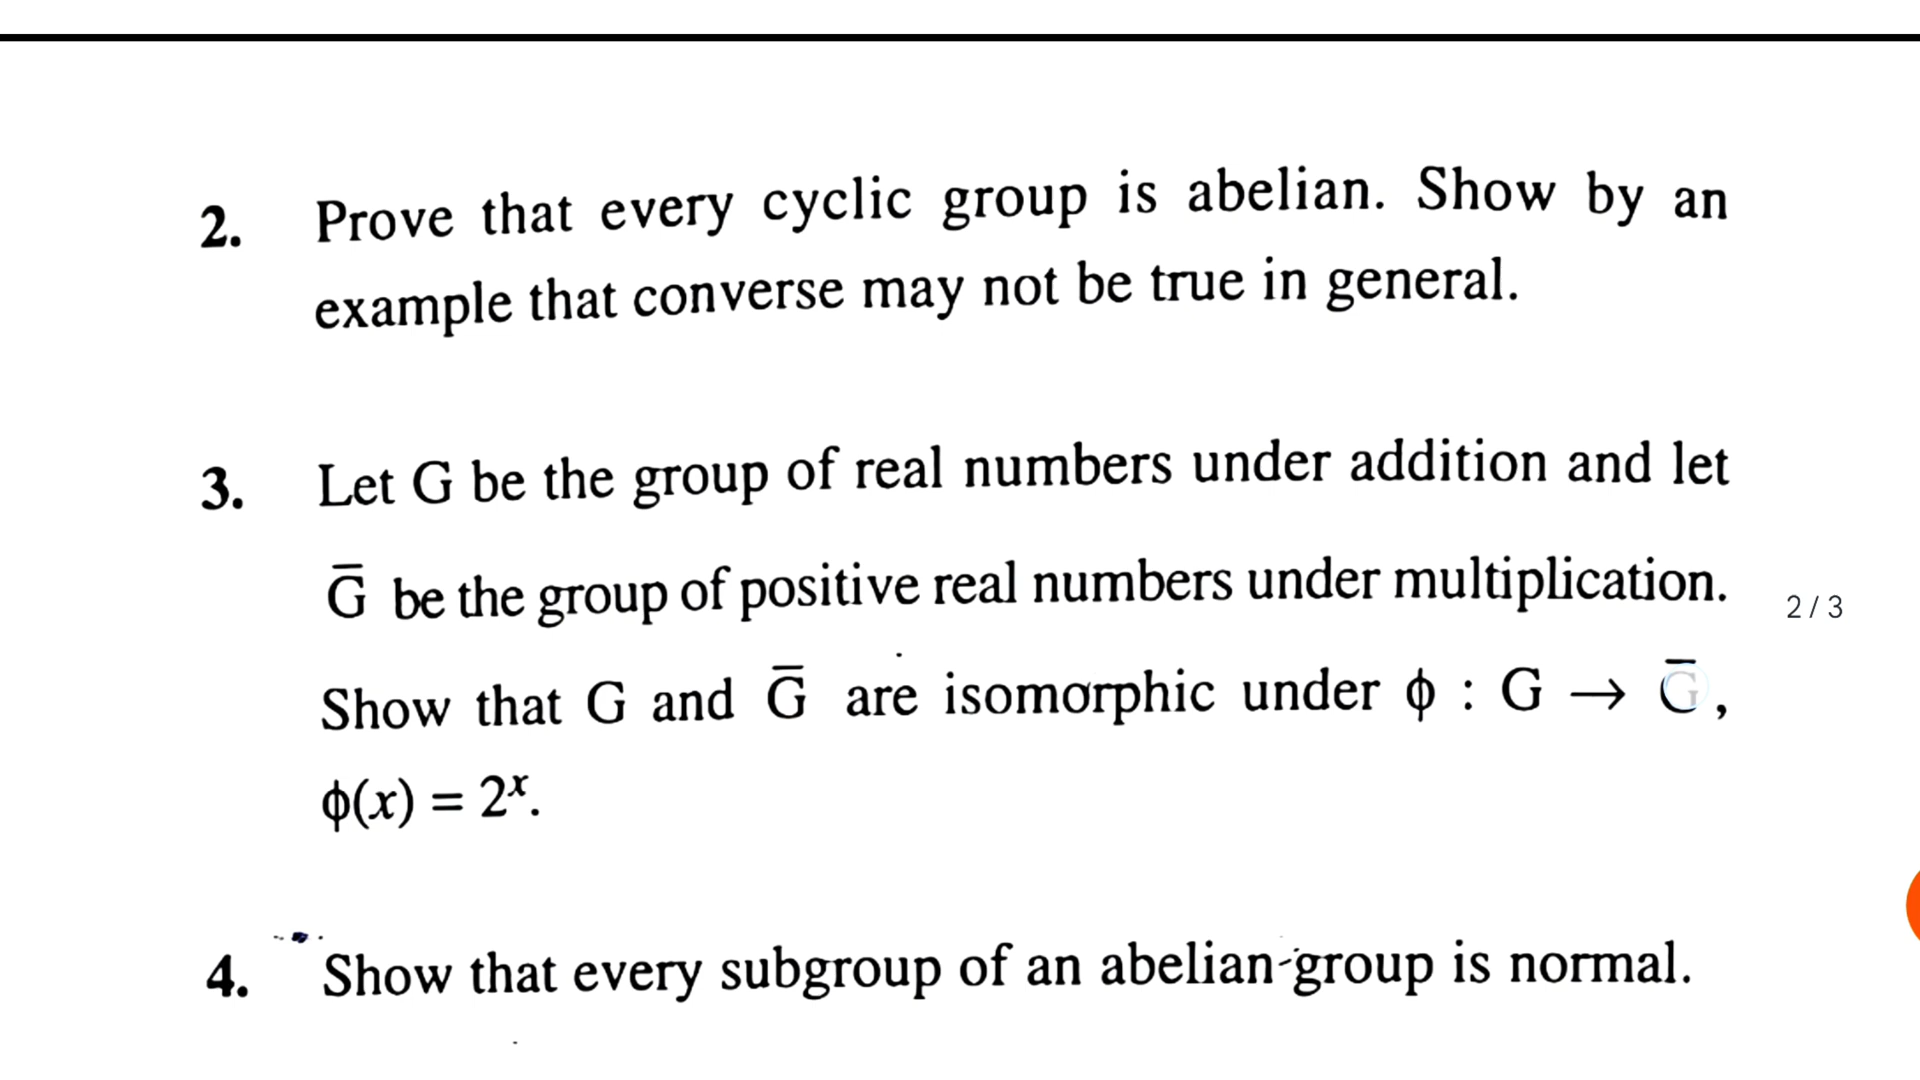 2. Prove that every cyclic group is abelian. Show by an
example that converse may not be true in general.
3. Let G be the group of real numbers under addition and let
G̅ be the group of positive real numbers under multiplication.
2 / 3
Show that G and G̅ are isomorphic under ϕ : G → G̅,
ϕ(x) = 2ˣ.
4. Show that every subgroup of an abelian group is normal.